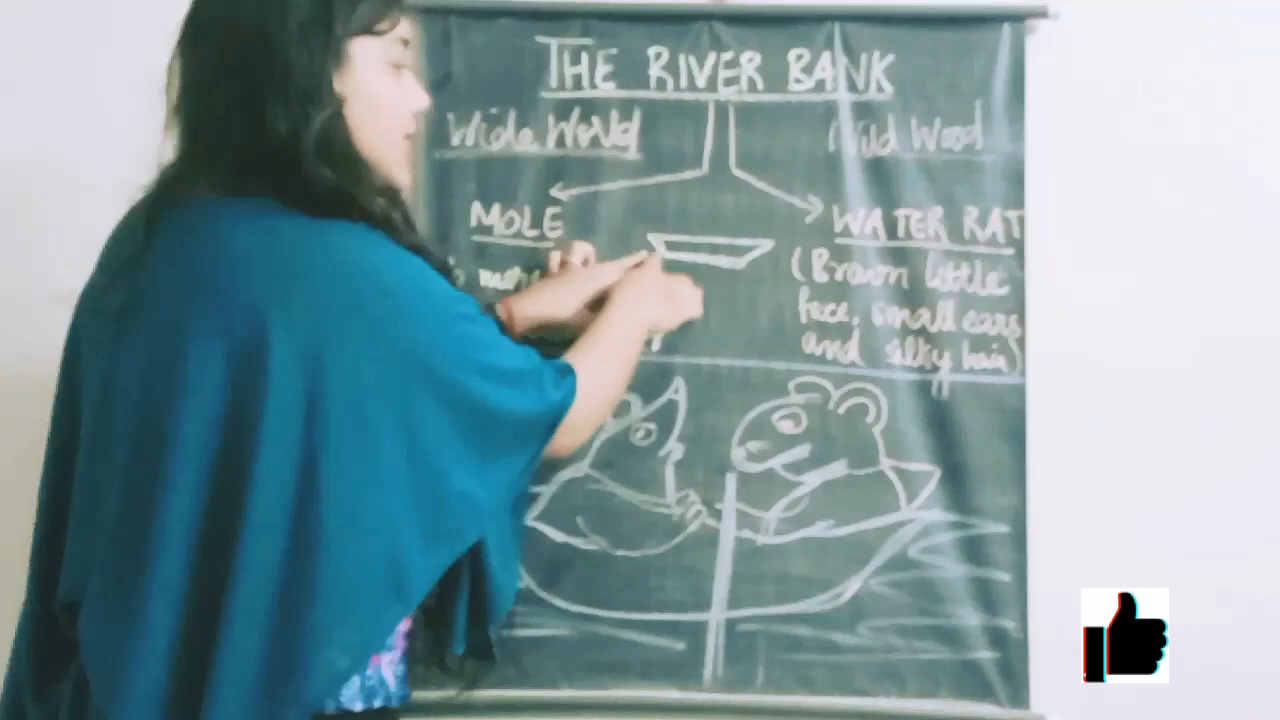 THE RIVER BANK
Wide World
Wild Wood
MOLE
WATER RAT
(Brown little
face, small ears
and silky hair)